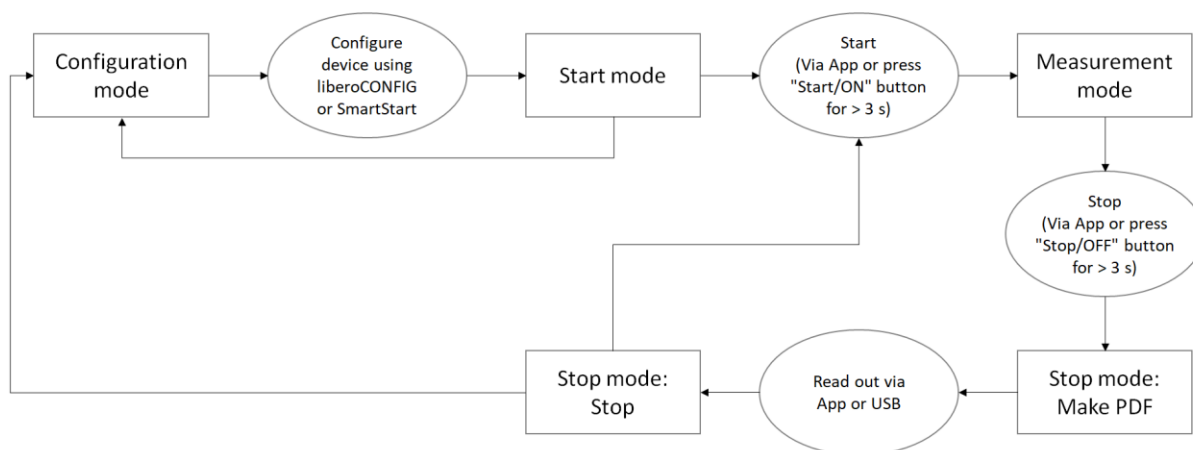 Configuration
mode
Configure
device using
liberoCONFIG
or SmartStart
Start mode
Start
(Via App or press
"Start/ON" button
for > 3 s)
Measurement
mode
Stop
(Via App or press
"Stop/OFF" button
for > 3 s)
Stop mode:
Make PDF
Read out via
App or USB
Stop mode:
Stop